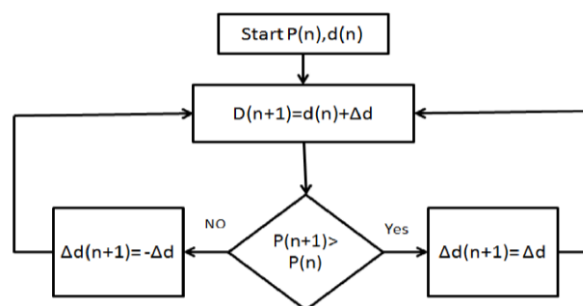 Start P(n),d(n)
D(n+1)=d(n)+Δd
NO
P(n+1)>
P(n)
Yes
Δd(n+1)=-Δd
Δd(n+1)=Δd